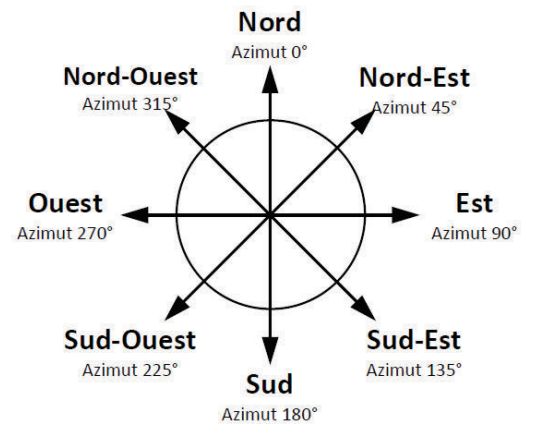 Nord
Azimut 0°
Nord-Ouest
Azimut 315°
Nord-Est
Azimut 45°
Ouest
Azimut 270°
Est
Azimut 90°
Sud-Ouest
Azimut 225°
Sud-Est
Azimut 135°
Sud
Azimut 180°